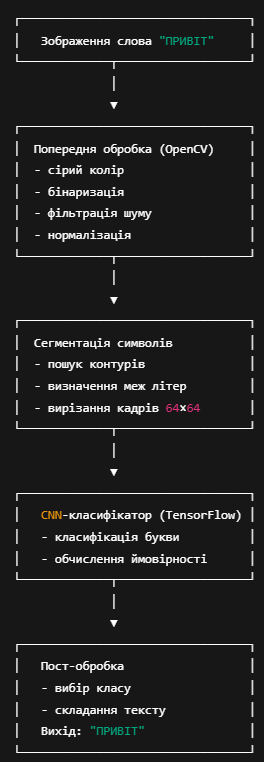 Зображення слова "ПРИВІТ"
Попередня обробка (OpenCV)
- сірий колір
- бінаризація
- фільтрація шуму
- нормалізація
Сегментація символів
- пошук контурів
- визначення меж літер
- вирізання кадрів 64×64
CNN-класифікатор (TensorFlow)
- класифікація букви
- обчислення ймовірності
Пост-обробка
- вибір класу
- складання тексту
Вихід: "ПРИВІТ"